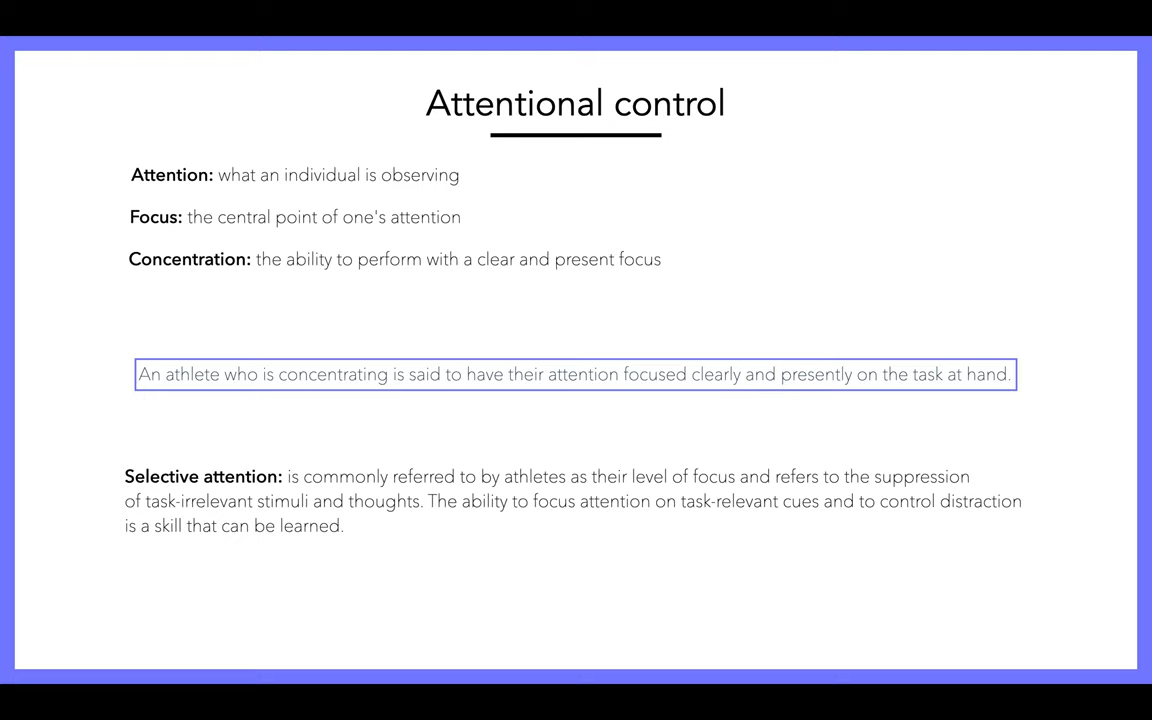 Attentional control
Attention: what an individual is observing
Focus: the central point of one's attention
Concentration: the ability to perform with a clear and present focus
An athlete who is concentrating is said to have their attention focused clearly and presently on the task at hand.
Selective attention: is commonly referred to by athletes as their level of focus and refers to the suppression
of task-irrelevant stimuli and thoughts. The ability to focus attention on task-relevant cues and to control distraction
is a skill that can be learned.